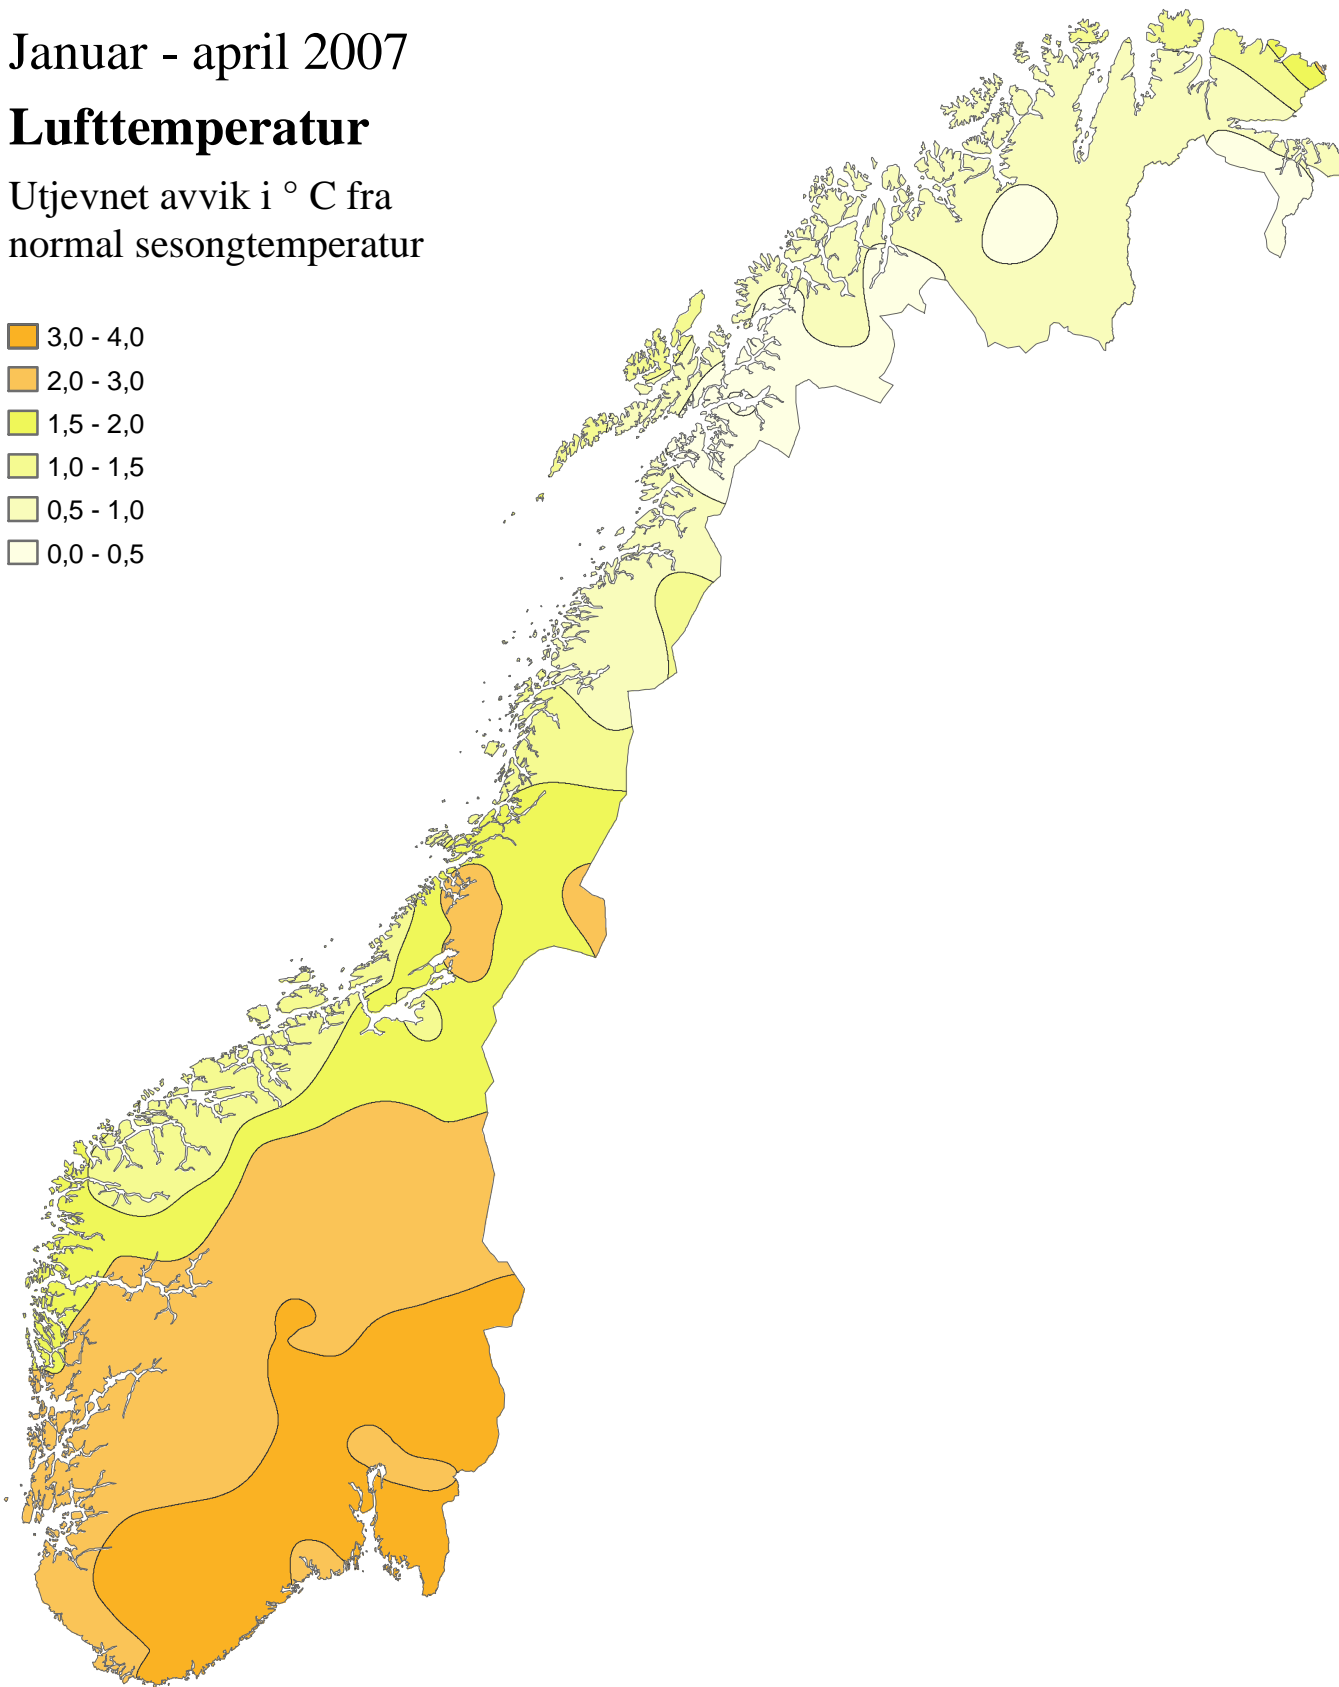 Januar - april 2007
Lufttemperatur
Utjevnet avvik i ° C fra
normal sesongtemperatur
3,0 - 4,0
2,0 - 3,0
1,5 - 2,0
1,0 - 1,5
0,5 - 1,0
0,0 - 0,5